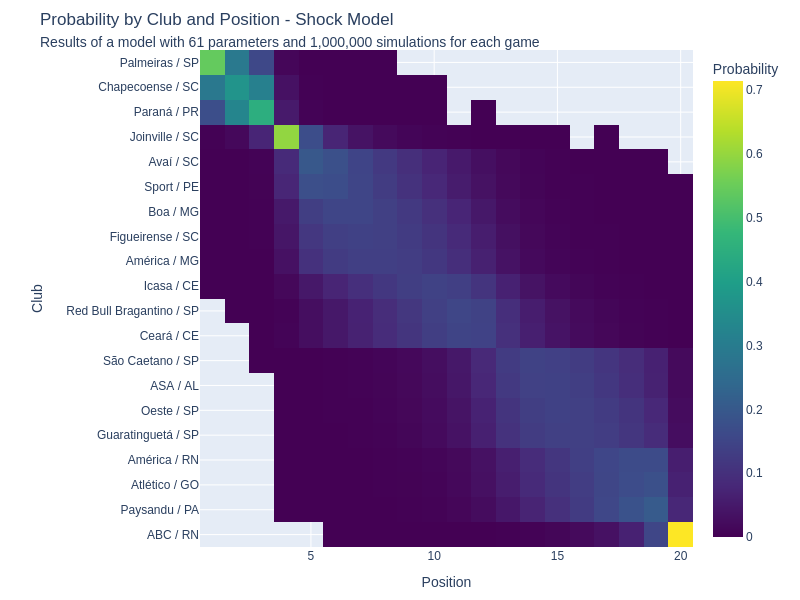 Probability by Club and Position - Shock Model
Results of a model with 61 parameters and 1,000,000 simulations for each game
Probability
Club
Palmeiras / SP
Chapecoense / SC
Paraná / PR
Joinville / SC
Avaí / SC
Sport / PE
Boa / MG
Figueirense / SC
América / MG
Icasa / CE
Red Bull Bragantino / SP
Ceará / CE
São Caetano / SP
ASA / AL
Oeste / SP
Guaratinguetá / SP
América / RN
Atlético / GO
Paysandu / PA
ABC / RN
0.7
0.6
0.5
0.4
0.3
0.2
0.1
0
5
10
15
20
Position